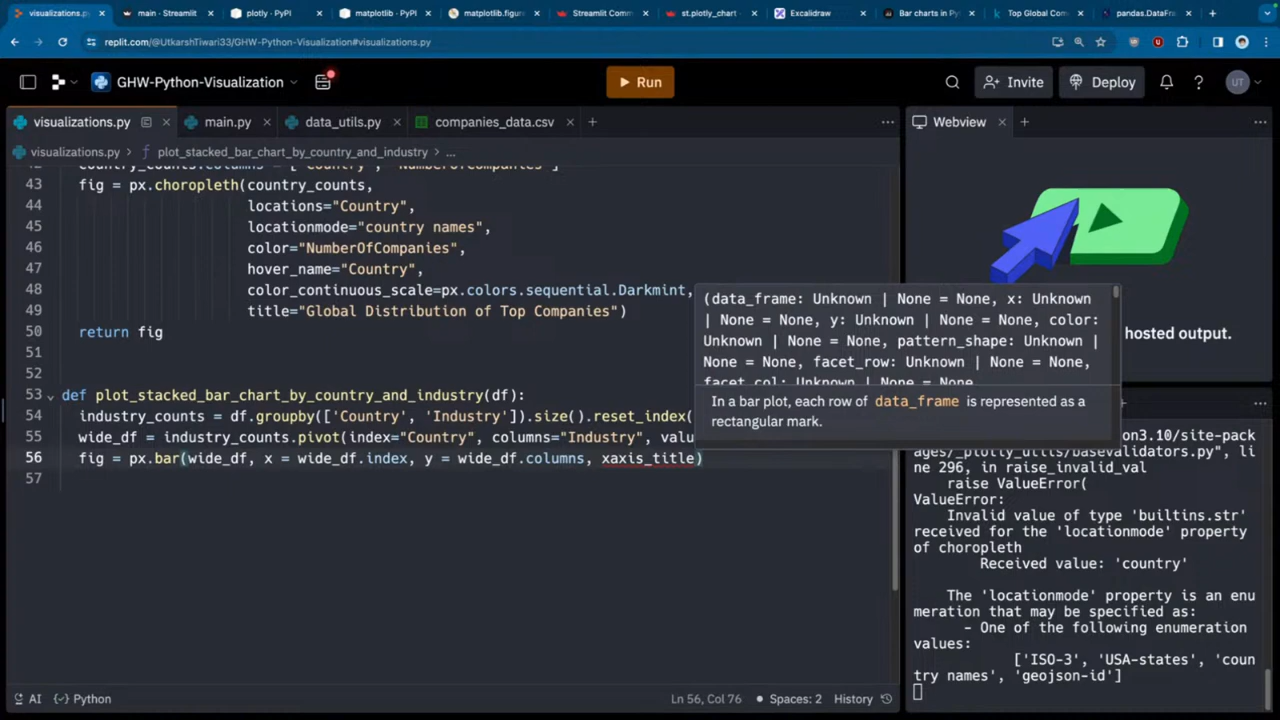 main - Streamlit
plotly · PyPI
matplotlib · PyPI
matplotlib.figur
Streamlit Comm
st.plotly_chart -
Excalidraw
Bar charts in Py
Top Global Com
pandas.DataFra
replit.com/@UtkarshTiwari33/GHW-Python-Visualization#visualizations.py
GHW-Python-Visualization
Run
Invite
Deploy
?
UT
visualizations.py
main.py
data_utils.py
companies_data.csv
Webview
visualizations.py > plot_stacked_bar_chart_by_country_and_industry > ...
43 fig = px.choropleth(country_counts,
44 locations="Country",
45 locationmode="country names",
46 color="NumberOfCompanies",
47 hover_name="Country",
48 color_continuous_scale=px.colors.sequential.Darkmint,
49 title="Global Distribution of Top Companies")
50 return fig
51
52
53 def plot_stacked_bar_chart_by_country_and_industry(df):
54 industry_counts = df.groupby(['Country', 'Industry']).size().reset_index(
55 wide_df = industry_counts.pivot(index="Country", columns="Industry", valu
56 fig = px.bar(wide_df, x = wide_df.index, y = wide_df.columns, xaxis_title)
57
(data_frame: Unknown | None = None, x: Unknown
| None = None, y: Unknown | None = None, color:
Unknown | None = None, pattern_shape: Unknown |
None = None, facet_row: Unknown | None = None,
facet_col: Unknown | None = None
In a bar plot, each row of data_frame is represented as a
rectangular mark.
hosted output.
on3.10/site-pack
ages/_plotly_utils/basevalidators.py", li
ne 296, in raise_invalid_val
raise ValueError(
ValueError:
Invalid value of type 'builtins.str'
received for the 'locationmode' property
of choropleth
Received value: 'country'
The 'locationmode' property is an enu
meration that may be specified as:
- One of the following enumeration
values:
['ISO-3', 'USA-states', 'coun
try names', 'geojson-id']
AI
Python
Ln 56, Col 76
Spaces: 2
History